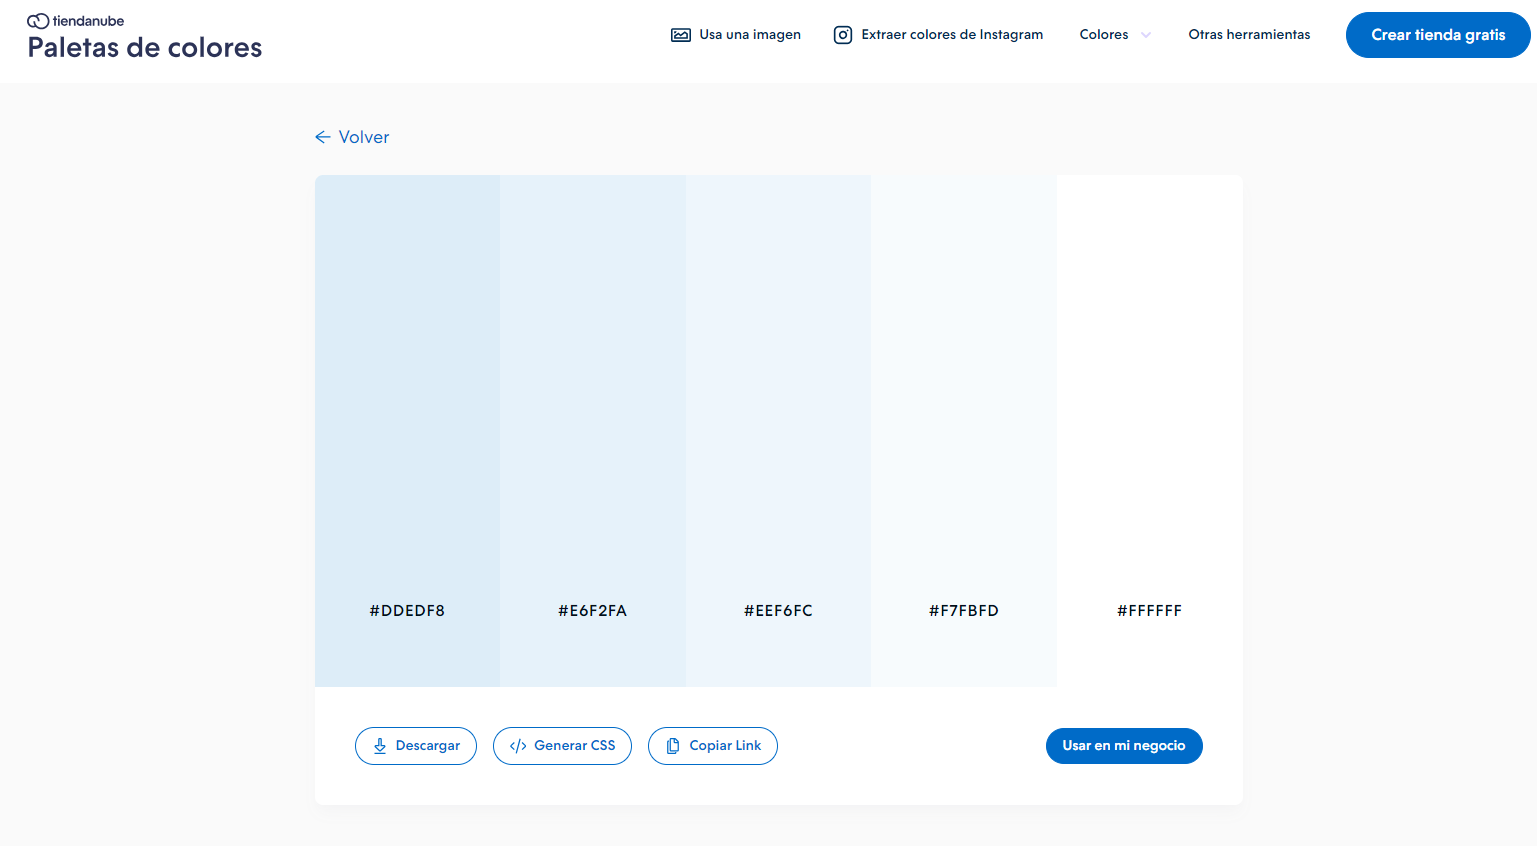 tiendanube
Paletas de colores
Usa una imagen
Extraer colores de Instagram
Colores
Otras herramientas
Crear tienda gratis
Volver
#DDEDF8
#E6F2FA
#EEF6FC
#F7FBFD
#FFFFFF
Descargar
Generar CSS
Copiar Link
Usar en mi negocio